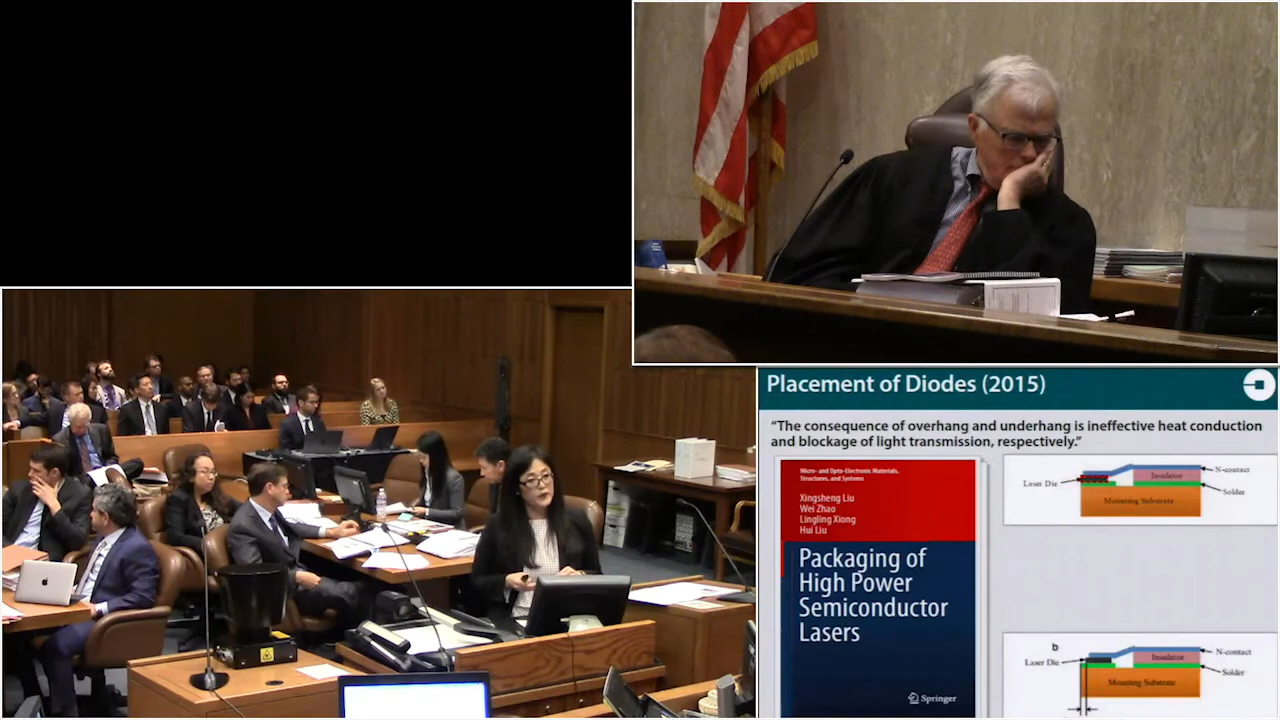 Placement of Diodes (2015)
“The consequence of overhang and underhang is ineffective heat conduction
and blockage of light transmission, respectively.”
Micro- and Opto-Electronic Materials,
Structures, and Systems
Xingsheng Liu
Wei Zhao
Lingling Xiong
Hui Liu
Packaging of
High Power
Semiconductor
Lasers
Springer
Laser Die
Insulator
N-contact
Solder
Mounting Substrate
b
Laser Die
Insulator
N-contact
Solder
Mounting Substrate